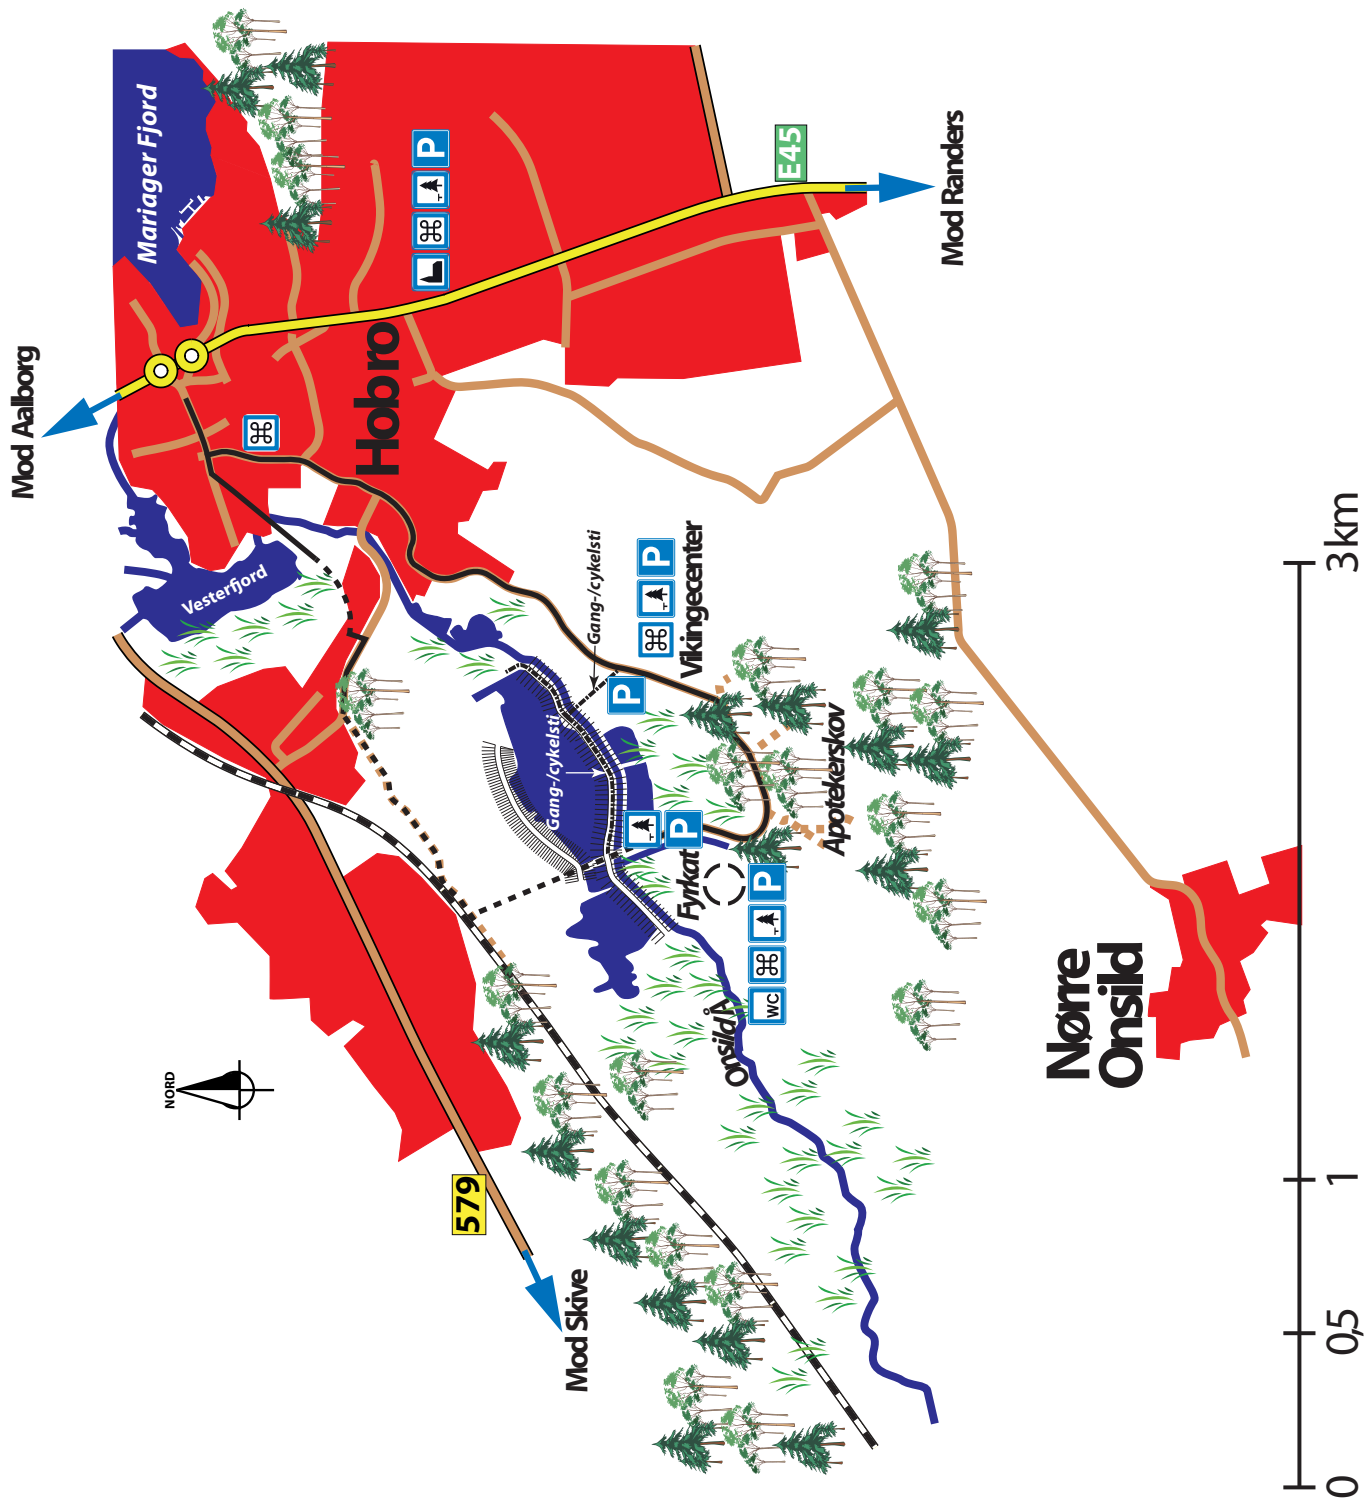 Mod Aalborg
Mariager Fjord
NORD
Vesterfjord
Hobro
P
E45
Mod Randers
579
Mod Skive
Gang-/cykelsti
Gang-/cykelsti
P
Vikingecenter
P
P
Fyrkat
WC
P
Apotekerskov
Onsild Å
Nørre
Onsild
0
0,5
1
3km